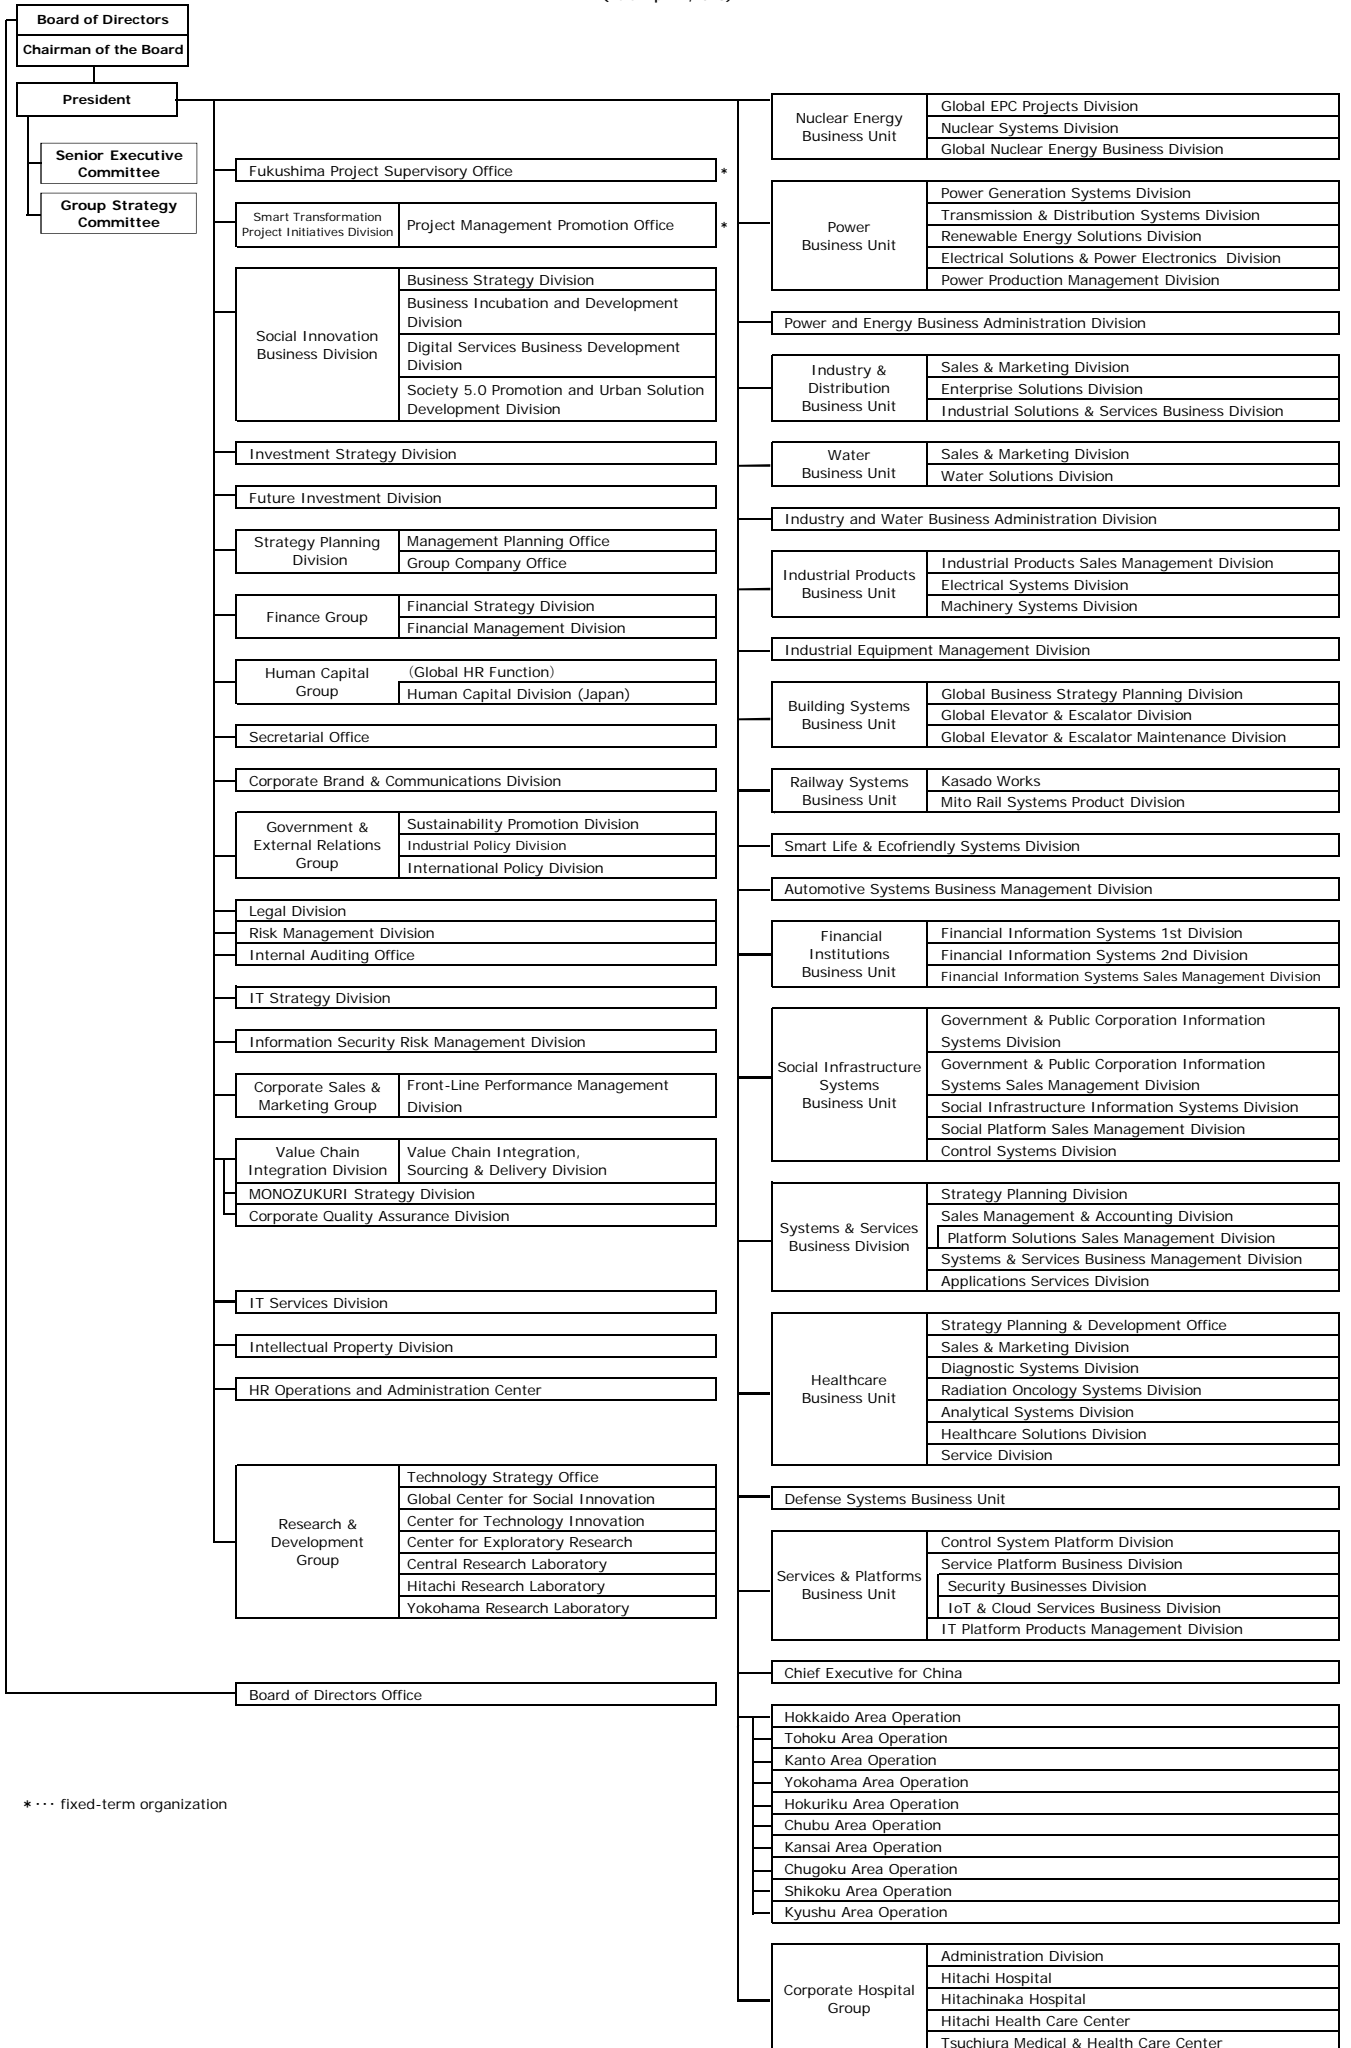 Board of Directors
Chairman of the Board
President
Senior Executive
Committee
Group Strategy
Committee
Fukushima Project Supervisory Office
*
Smart Transformation
Project Initiatives Division
Project Management Promotion Office
*
Social Innovation
Business Division
Business Strategy Division
Business Incubation and Development
Division
Digital Services Business Development
Division
Society 5.0 Promotion and Urban Solution
Development Division
Investment Strategy Division
Future Investment Division
Strategy Planning
Division
Management Planning Office
Group Company Office
Finance Group
Financial Strategy Division
Financial Management Division
Human Capital
Group
(Global HR Function)
Human Capital Division (Japan)
Secretarial Office
Corporate Brand & Communications Division
Government &
External Relations
Group
Sustainability Promotion Division
Industrial Policy Division
International Policy Division
Legal Division
Risk Management Division
Internal Auditing Office
IT Strategy Division
Information Security Risk Management Division
Corporate Sales &
Marketing Group
Front-Line Performance Management
Division
Value Chain
Integration Division
Value Chain Integration,
Sourcing & Delivery Division
MONOZUKURI Strategy Division
Corporate Quality Assurance Division
IT Services Division
Intellectual Property Division
HR Operations and Administration Center
Research &
Development
Group
Technology Strategy Office
Global Center for Social Innovation
Center for Technology Innovation
Center for Exploratory Research
Central Research Laboratory
Hitachi Research Laboratory
Yokohama Research Laboratory
Board of Directors Office
*··· fixed-term organization
Nuclear Energy
Business Unit
Global EPC Projects Division
Nuclear Systems Division
Global Nuclear Energy Business Division
Power
Business Unit
Power Generation Systems Division
Transmission & Distribution Systems Division
Renewable Energy Solutions Division
Electrical Solutions & Power Electronics Division
Power Production Management Division
Power and Energy Business Administration Division
Industry &
Distribution
Business Unit
Sales & Marketing Division
Enterprise Solutions Division
Industrial Solutions & Services Business Division
Water
Business Unit
Sales & Marketing Division
Water Solutions Division
Industry and Water Business Administration Division
Industrial Products
Business Unit
Industrial Products Sales Management Division
Electrical Systems Division
Machinery Systems Division
Industrial Equipment Management Division
Building Systems
Business Unit
Global Business Strategy Planning Division
Global Elevator & Escalator Division
Global Elevator & Escalator Maintenance Division
Railway Systems
Business Unit
Kasado Works
Mito Rail Systems Product Division
Smart Life & Ecofriendly Systems Division
Automotive Systems Business Management Division
Financial
Institutions
Business Unit
Financial Information Systems 1st Division
Financial Information Systems 2nd Division
Financial Information Systems Sales Management Division
Social Infrastructure
Systems
Business Unit
Government & Public Corporation Information
Systems Division
Government & Public Corporation Information
Systems Sales Management Division
Social Infrastructure Information Systems Division
Social Platform Sales Management Division
Control Systems Division
Systems & Services
Business Division
Strategy Planning Division
Sales Management & Accounting Division
Platform Solutions Sales Management Division
Systems & Services Business Management Division
Applications Services Division
Healthcare
Business Unit
Strategy Planning & Development Office
Sales & Marketing Division
Diagnostic Systems Division
Radiation Oncology Systems Division
Analytical Systems Division
Healthcare Solutions Division
Service Division
Defense Systems Business Unit
Services & Platforms
Business Unit
Control System Platform Division
Service Platform Business Division
Security Businesses Division
IoT & Cloud Services Business Division
IT Platform Products Management Division
Chief Executive for China
Hokkaido Area Operation
Tohoku Area Operation
Kanto Area Operation
Yokohama Area Operation
Hokuriku Area Operation
Chubu Area Operation
Kansai Area Operation
Chugoku Area Operation
Shikoku Area Operation
Kyushu Area Operation
Corporate Hospital
Group
Administration Division
Hitachi Hospital
Hitachinaka Hospital
Hitachi Health Care Center
Tsuchiura Medical & Health Care Center